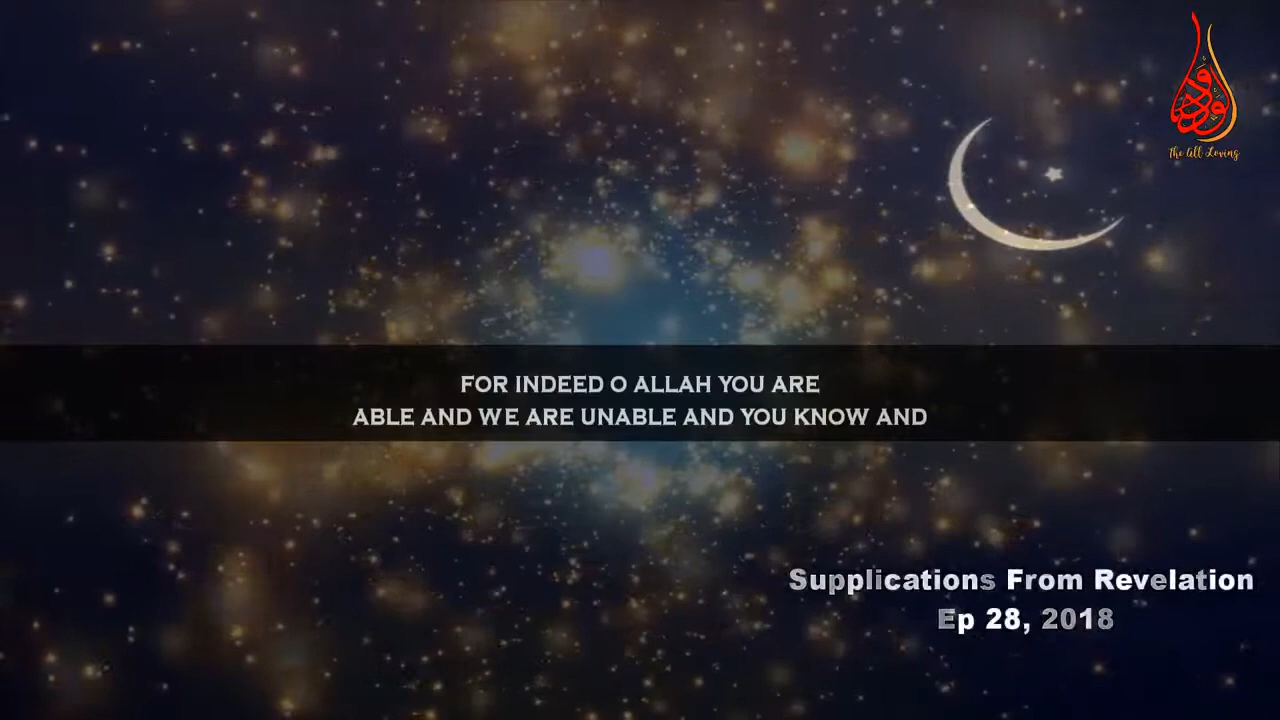 ودود
The All Loving
FOR INDEED O ALLAH YOU ARE
ABLE AND WE ARE UNABLE AND YOU KNOW AND
Supplications From Revelation
Ep 28, 2018